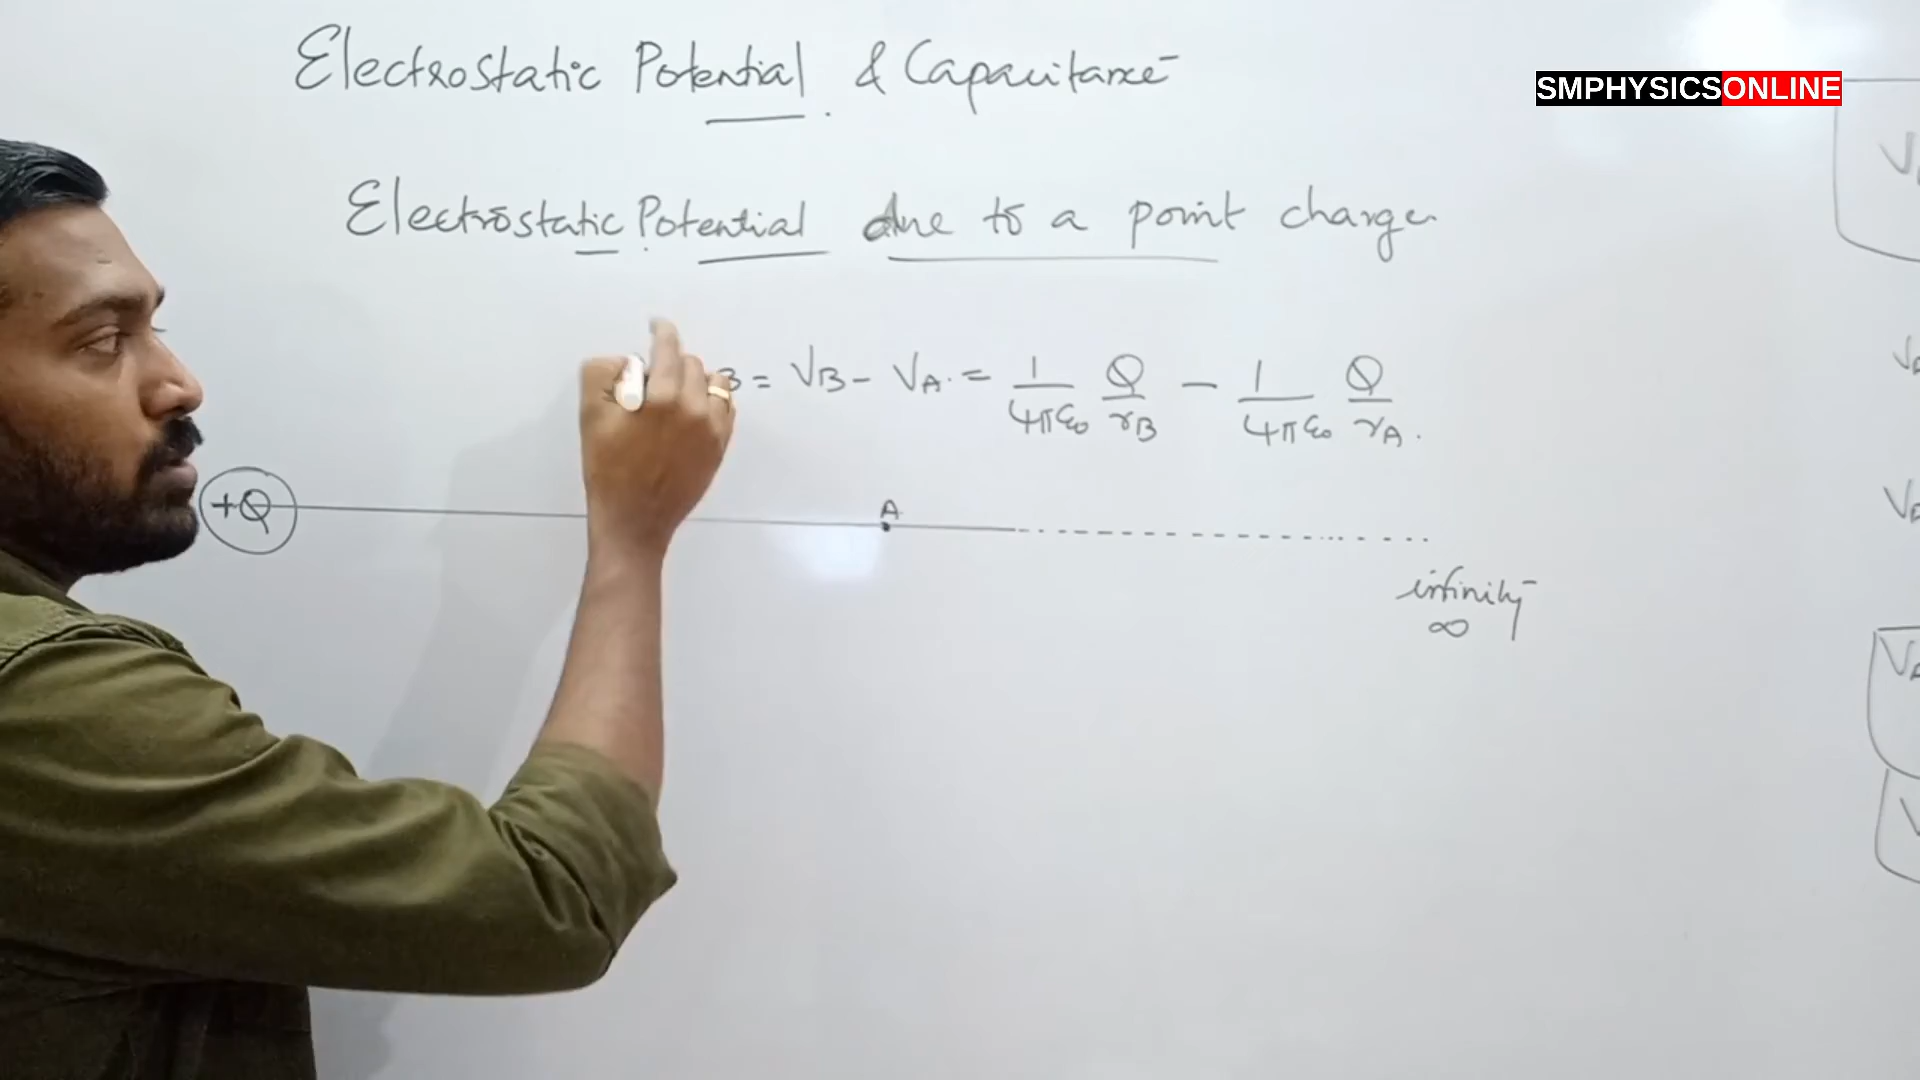 Electrostatic Potential & Capacitance
SMPHYSICSONLINE
Electrostatic Potential due to a point charge
B = VB - VA = 1/4πε0 Q/rB - 1/4πε0 Q/rA.
+Q
A
infinity
∞